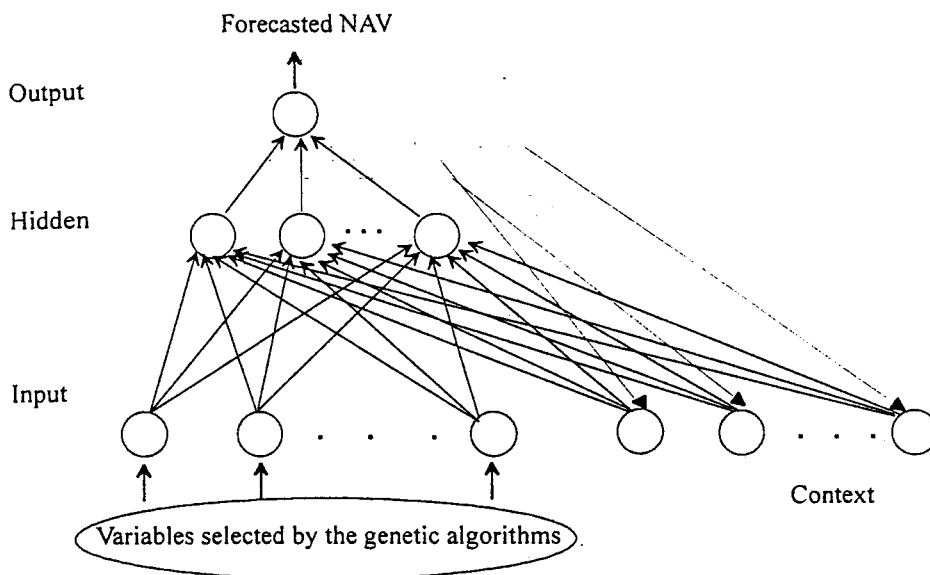 Forecasted NAV
Output
Hidden
Input
Context
Variables selected by the genetic algorithms